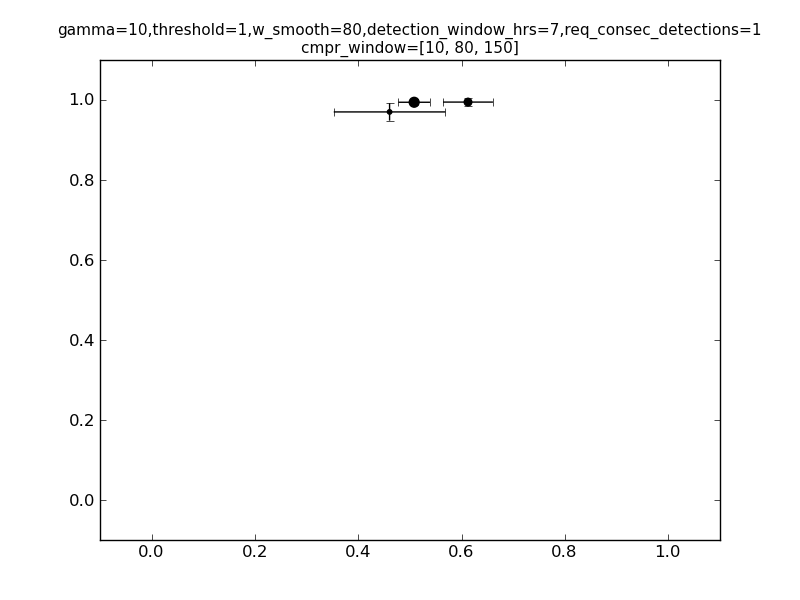 gamma=10,threshold=1,w_smooth=80,detection_window_hrs=7,req_consec_detections=1
cmpr_window=[10, 80, 150]
1.0
0.8
0.6
0.4
0.2
0.0
0.0 0.2 0.4 0.6 0.8 1.0